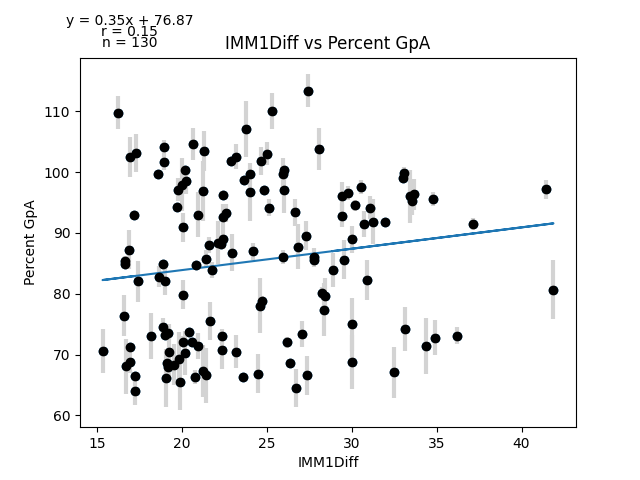 y = 0.35x + 76.87
r = 0.15
n = 130
IMM1Diff vs Percent GpA
Percent GpA
110
100
90
80
70
60
15 20 25 30 35 40
IMM1Diff